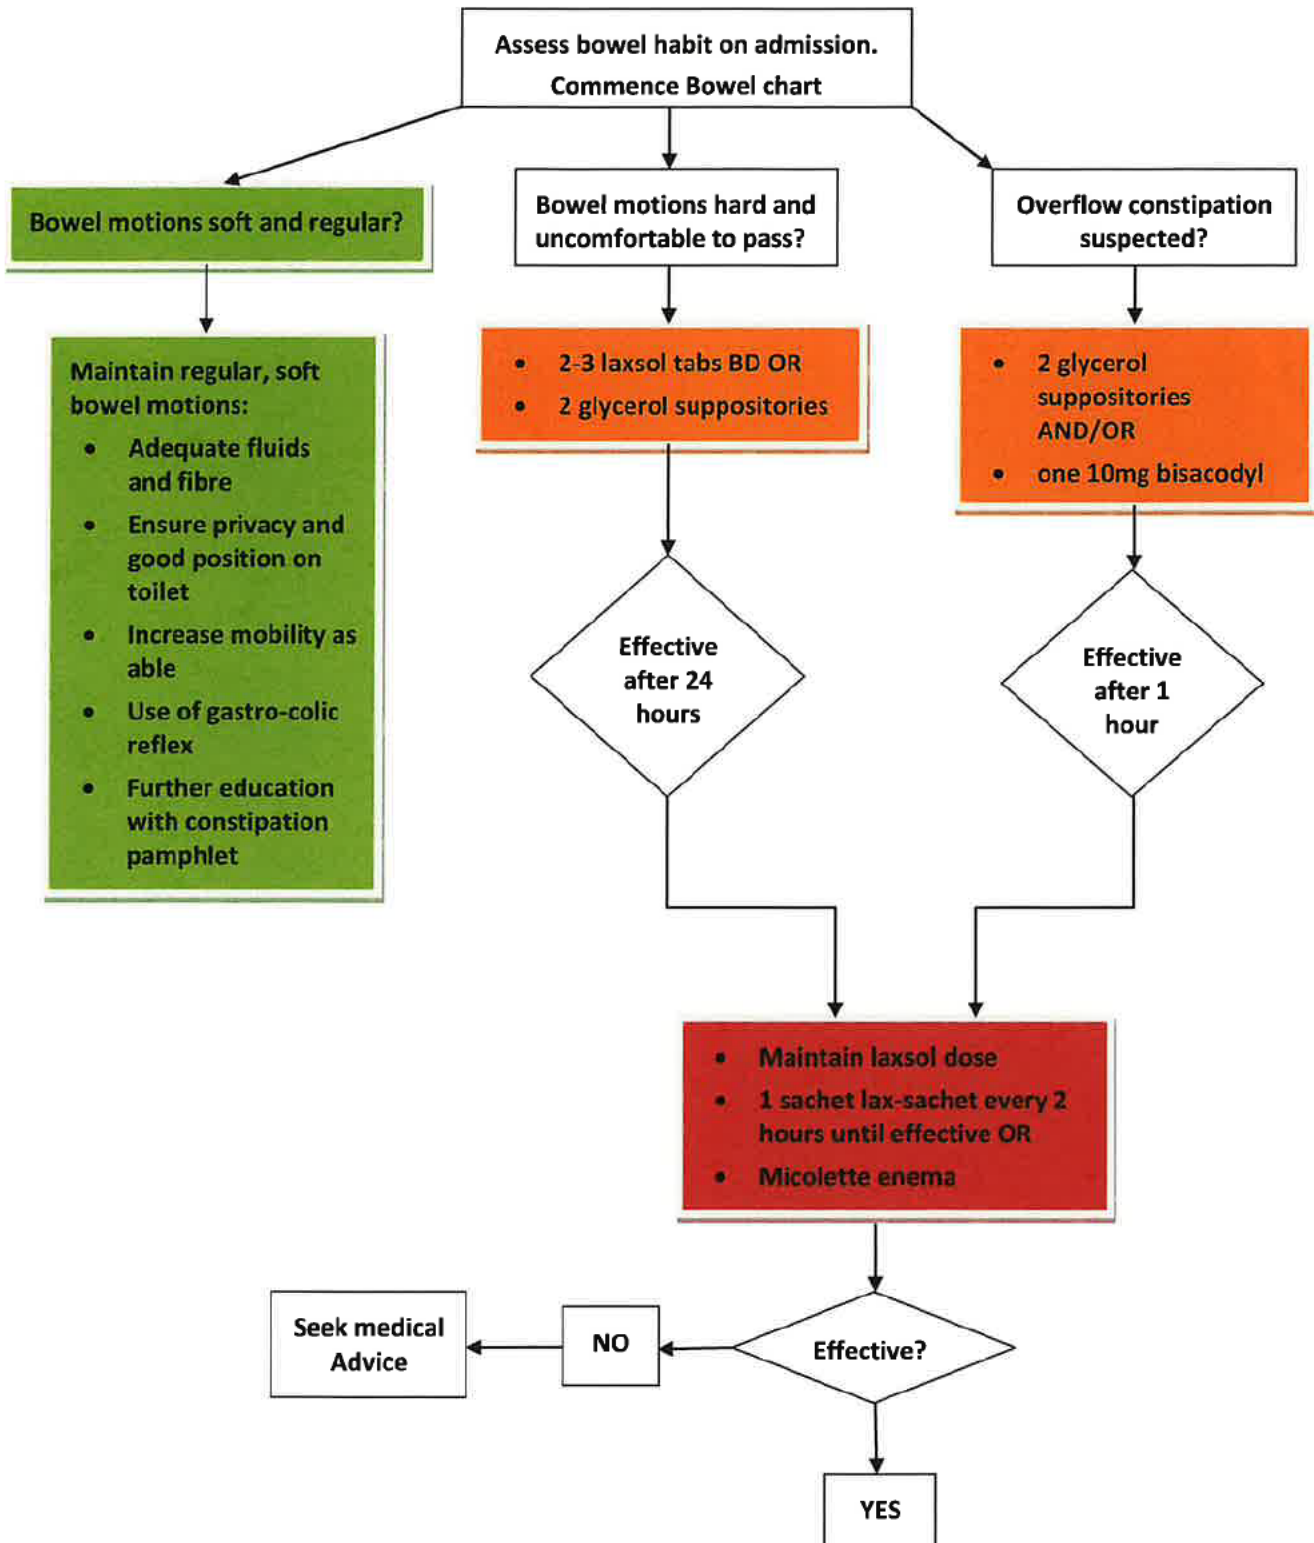 Assess bowel habit on admission.
Commence Bowel chart
Bowel motions soft and regular?
Bowel motions hard and
uncomfortable to pass?
Overflow constipation
suspected?
Maintain regular, soft
bowel motions:
• Adequate fluids
and fibre
• Ensure privacy and
good position on
toilet
• Increase mobility as
able
• Use of gastro-colic
reflex
• Further education
with constipation
pamphlet
• 2-3 laxsol tabs BD OR
• 2 glycerol suppositories
• 2 glycerol
suppositories
AND/OR
• one 10mg bisacodyl
Effective
after 24
hours
Effective
after 1
hour
• Maintain laxsol dose
• 1 sachet lax-sachet every 2
hours until effective OR
• Micolette enema
Effective?
NO
Seek medical
Advice
YES